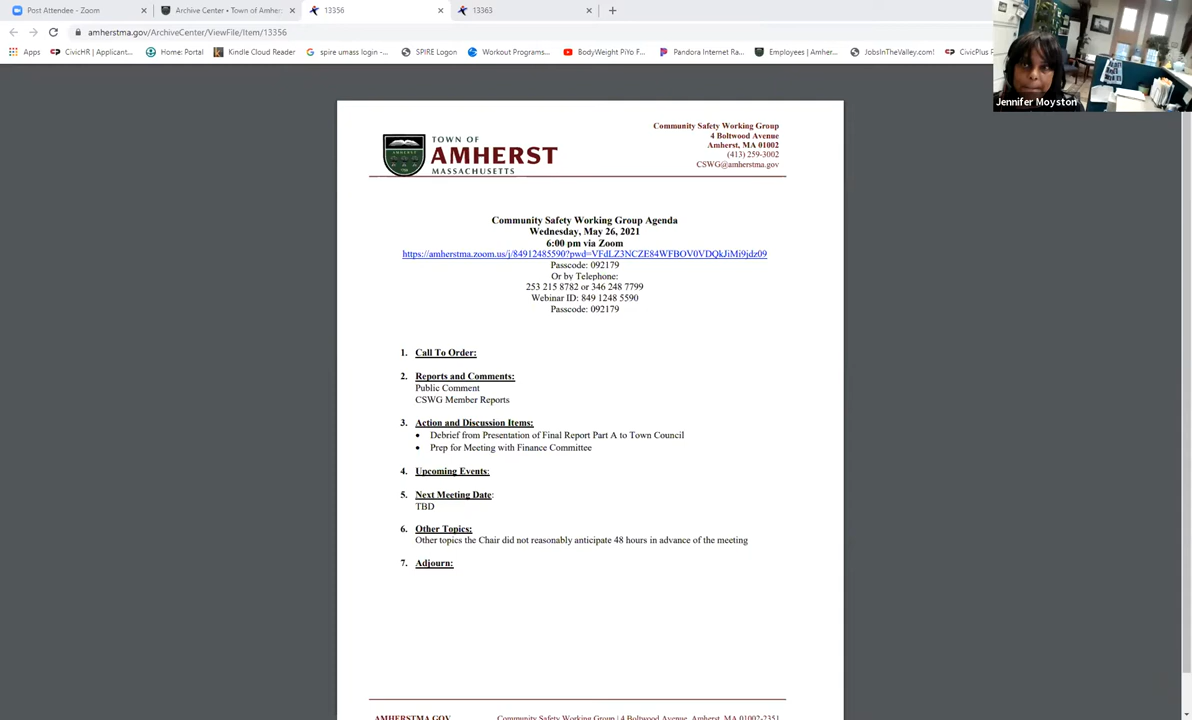 Post Attendee - Zoom
Archive Center • Town of Amher
13356
13363
amherstma.gov/ArchiveCenter/ViewFile/Item/13356
Apps
CivicHR | Applicant...
Home: Portal
Kindle Cloud Reader
spire umass login -...
SPIRE Logon
Workout Programs...
BodyWeight PiYo F...
Pandora Internet Ra...
Employees | Amher...
JobsInTheValley.com!
CivicPlus
Jennifer Moyston
TOWN OF
AMHERST
MASSACHUSETTS
Community Safety Working Group
4 Boltwood Avenue
Amherst, MA 01002
(413) 259-3002
CSWG@amherstma.gov
Community Safety Working Group Agenda
Wednesday, May 26, 2021
6:00 pm via Zoom
https://amherstma.zoom.us/j/84912485590?pwd=VFdLZ3NCZE84WFBOV0VDQkJiMi9jdz09
Passcode: 092179
Or by Telephone:
253 215 8782 or 346 248 7799
Webinar ID: 849 1248 5590
Passcode: 092179
1. Call To Order:
2. Reports and Comments:
Public Comment
CSWG Member Reports
3. Action and Discussion Items:
• Debrief from Presentation of Final Report Part A to Town Council
• Prep for Meeting with Finance Committee
4. Upcoming Events:
5. Next Meeting Date:
TBD
6. Other Topics:
Other topics the Chair did not reasonably anticipate 48 hours in advance of the meeting
7. Adjourn:
AMHERSTMA.GOV
Community Safety Working Group | 4 Boltwood Avenue, Amherst, MA 01002-2351